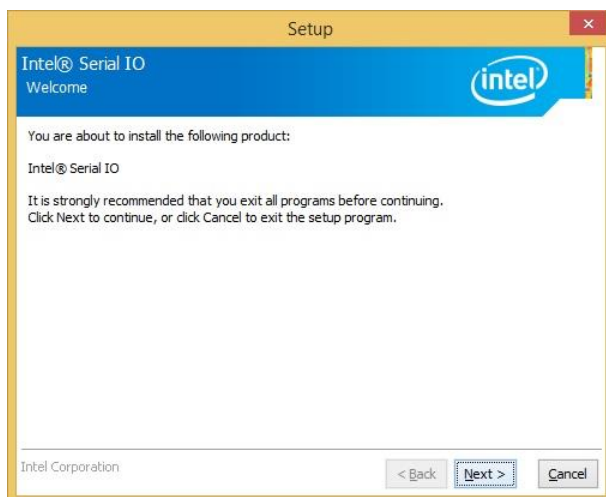 Setup
Intel® Serial IO
Welcome
intel
You are about to install the following product:
Intel® Serial IO
It is strongly recommended that you exit all programs before continuing.
Click Next to continue, or click Cancel to exit the setup program.
Intel Corporation
< Back
Next >
Cancel